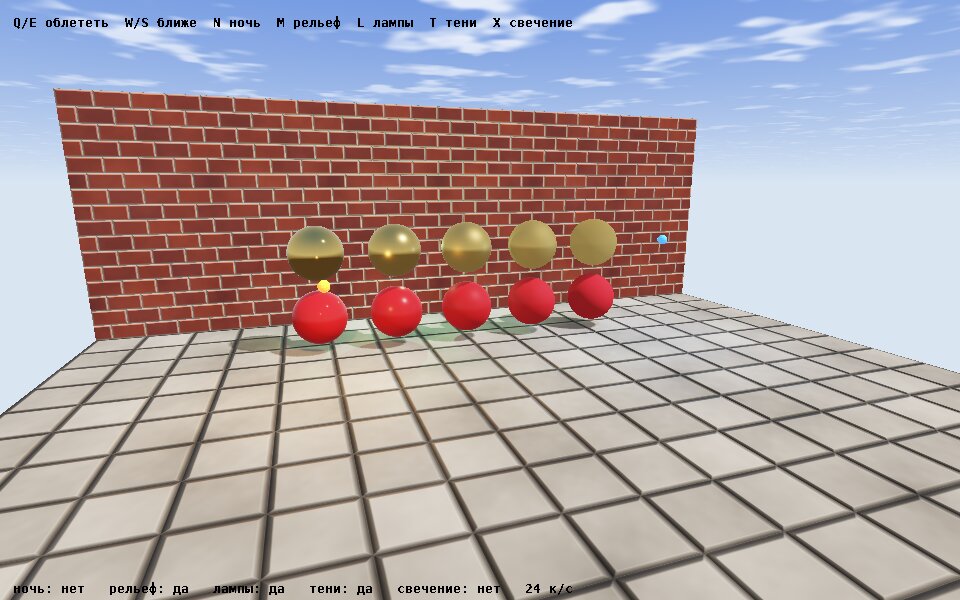 Q/E облететь  W/S ближе  N ночь  M рельеф  L лампы  T тени  X свечение
ночь: нет  рельеф: да  лампы: да  тени: да  свечение: нет  24 к/с